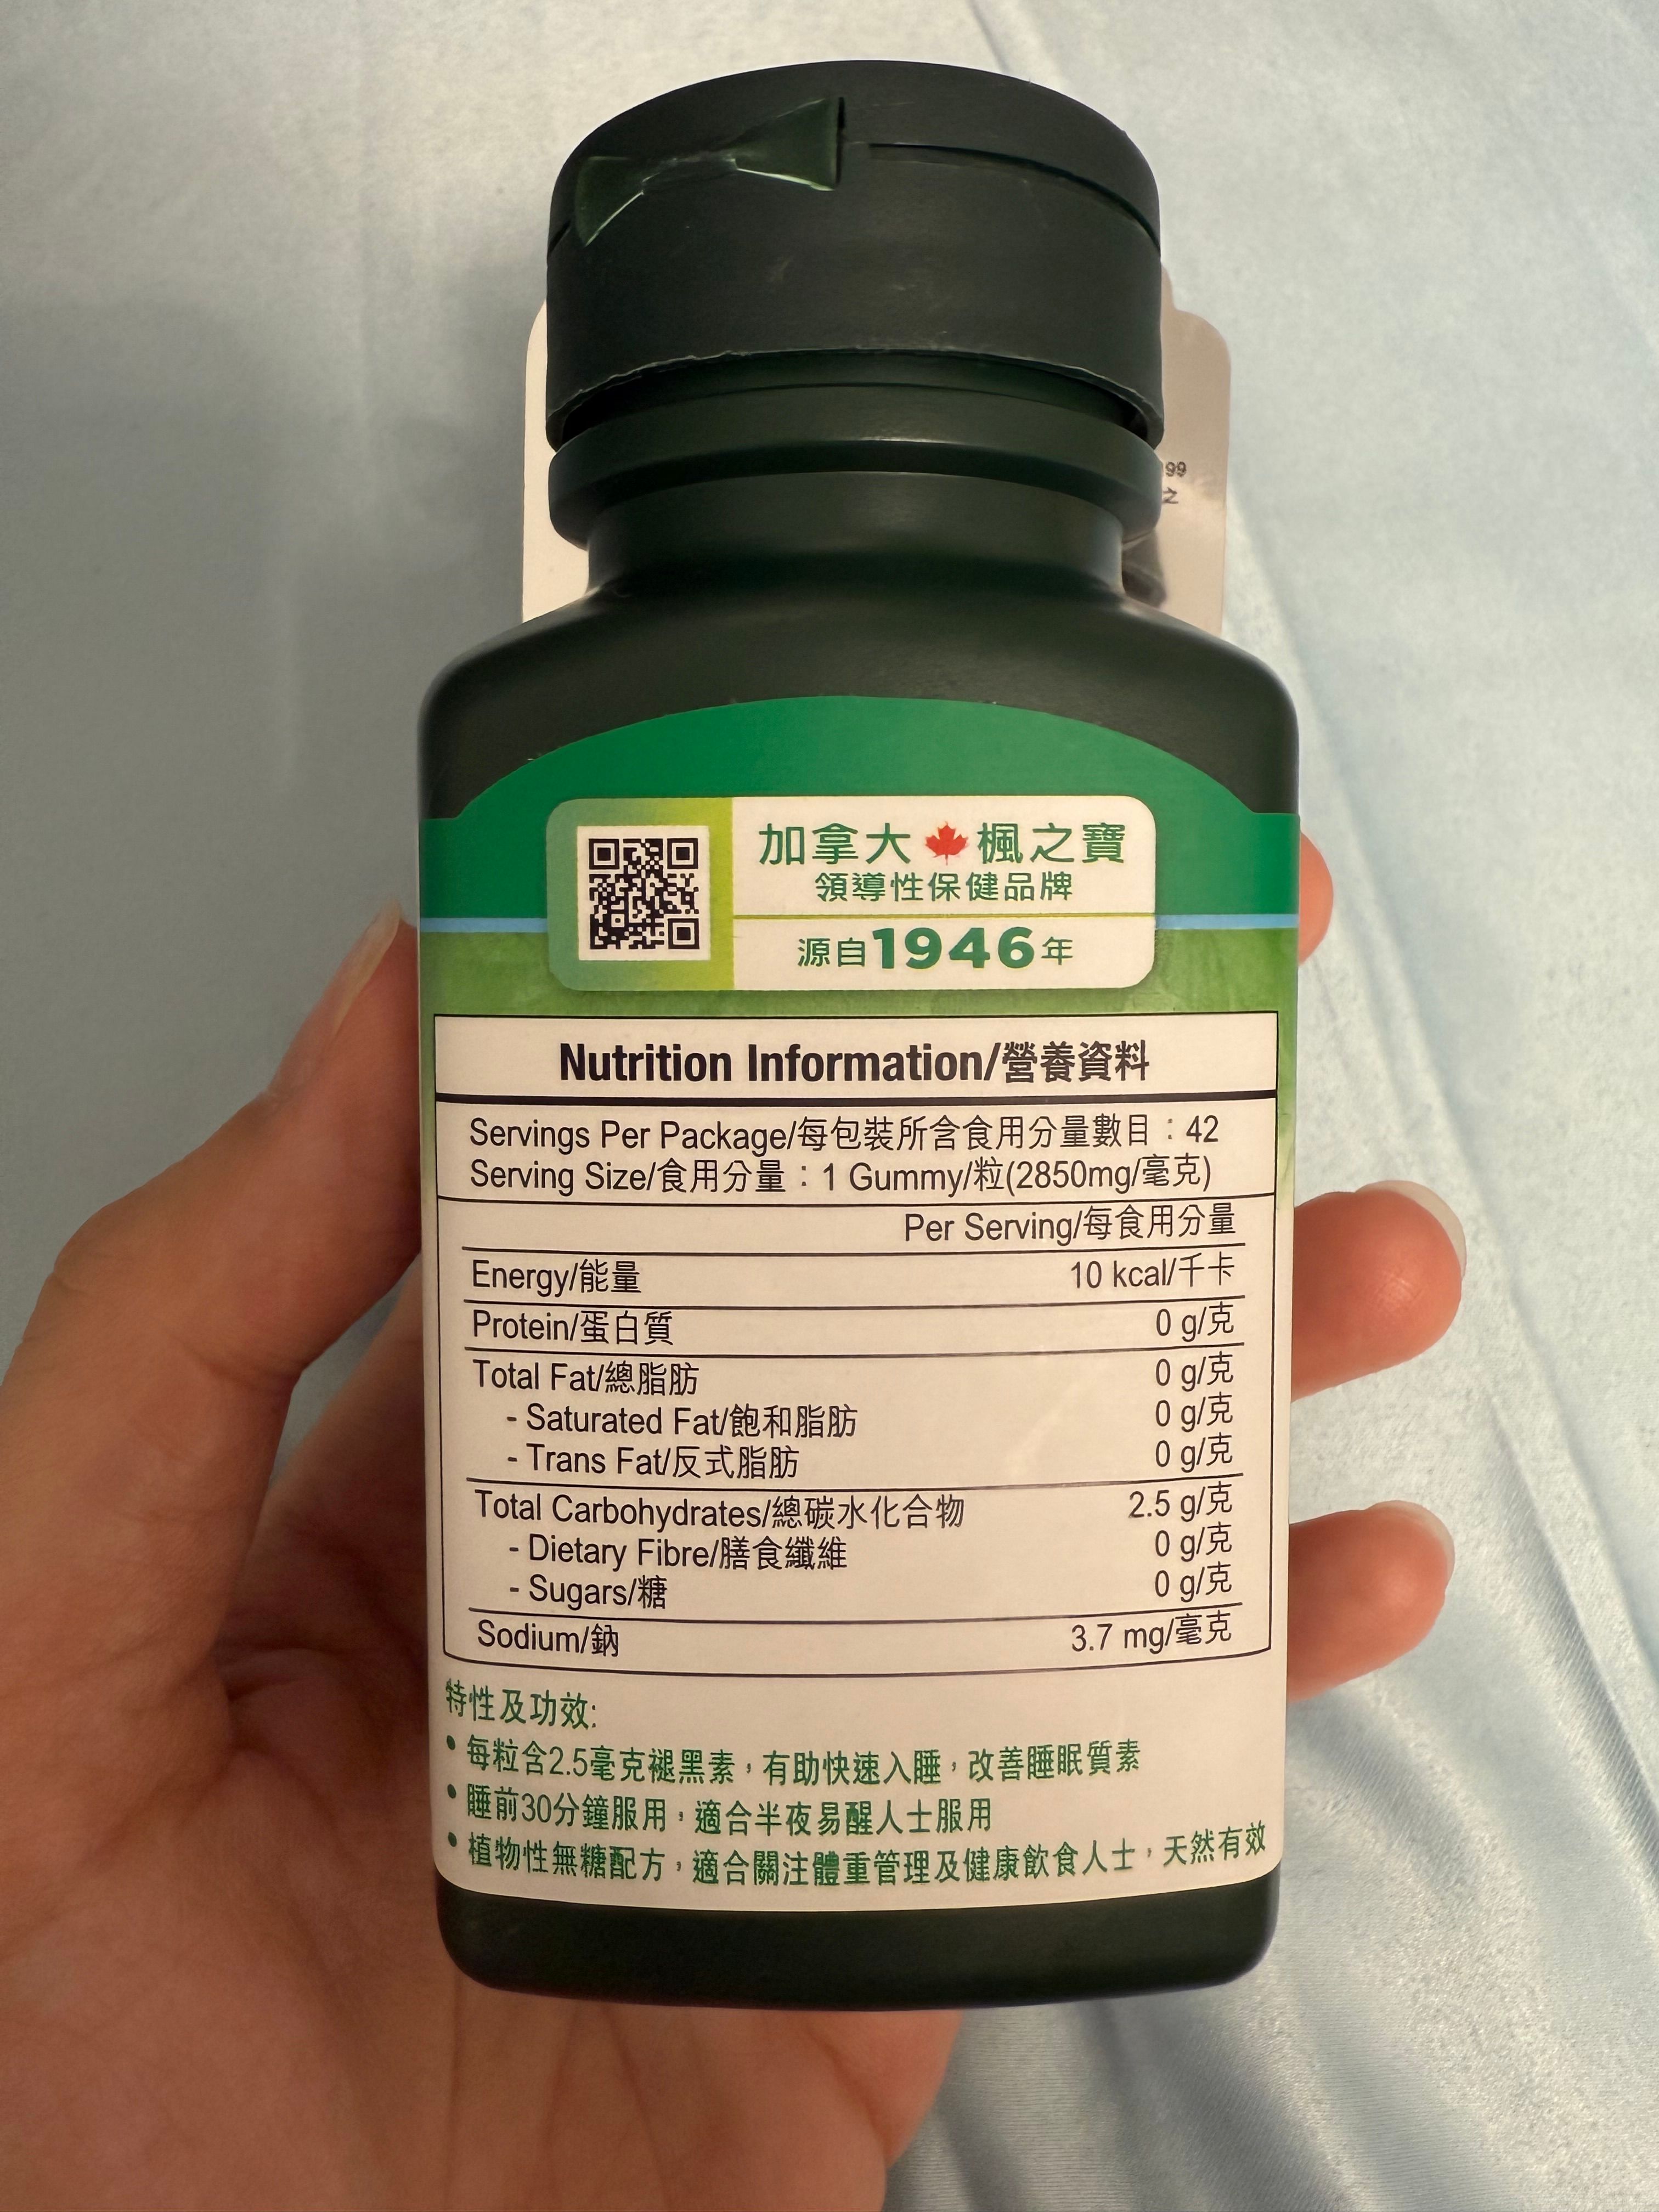 99
之
加拿大 楓之寶
領導性保健品牌
源自1946年
Nutrition Information/營養資料
Servings Per Package/每包裝所含食用分量數目：42
Serving Size/食用分量：1 Gummy/粒(2850mg/毫克)
Per Serving/每食用分量
Energy/能量 10 kcal/千卡
Protein/蛋白質 0 g/克
Total Fat/總脂肪 0 g/克
- Saturated Fat/飽和脂肪 0 g/克
- Trans Fat/反式脂肪 0 g/克
Total Carbohydrates/總碳水化合物 2.5 g/克
- Dietary Fibre/膳食纖維 0 g/克
- Sugars/糖 0 g/克
Sodium/鈉 3.7 mg/毫克
特性及功效:
• 每粒含2.5毫克褪黑素，有助快速入睡，改善睡眠質素
• 睡前30分鐘服用，適合半夜易醒人士服用
• 植物性無糖配方，適合關注體重管理及健康飲食人士，天然有效